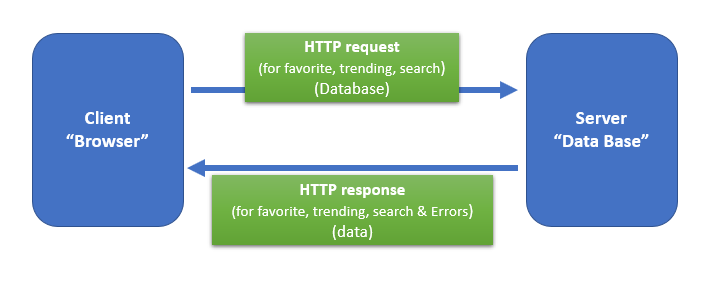 HTTP request
(for favorite, trending, search)
(Database)
Client
“Browser”
Server
“Data Base”
HTTP response
(for favorite, trending, search & Errors)
(data)